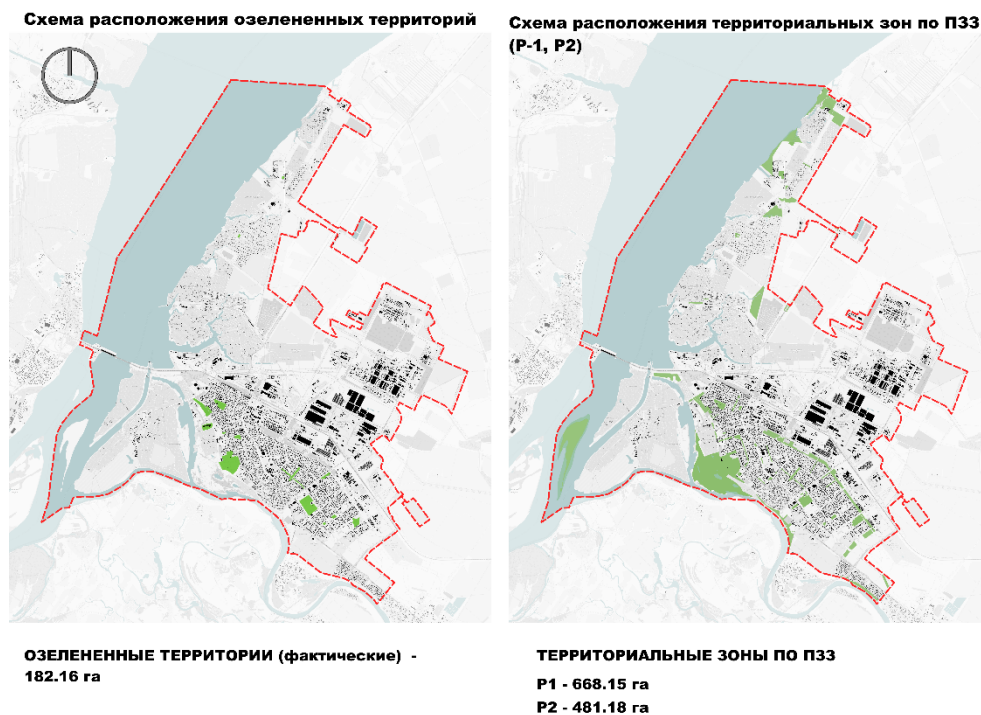 Схема расположения озелененных территорий
Схема расположения территориальных зон по ПЗЗ
(Р-1, Р2)
ОЗЕЛЕНЕННЫЕ ТЕРРИТОРИИ (фактические) -
182.16 га
ТЕРРИТОРИАЛЬНЫЕ ЗОНЫ ПО ПЗЗ
Р1 - 668.15 га
Р2 - 481.18 га